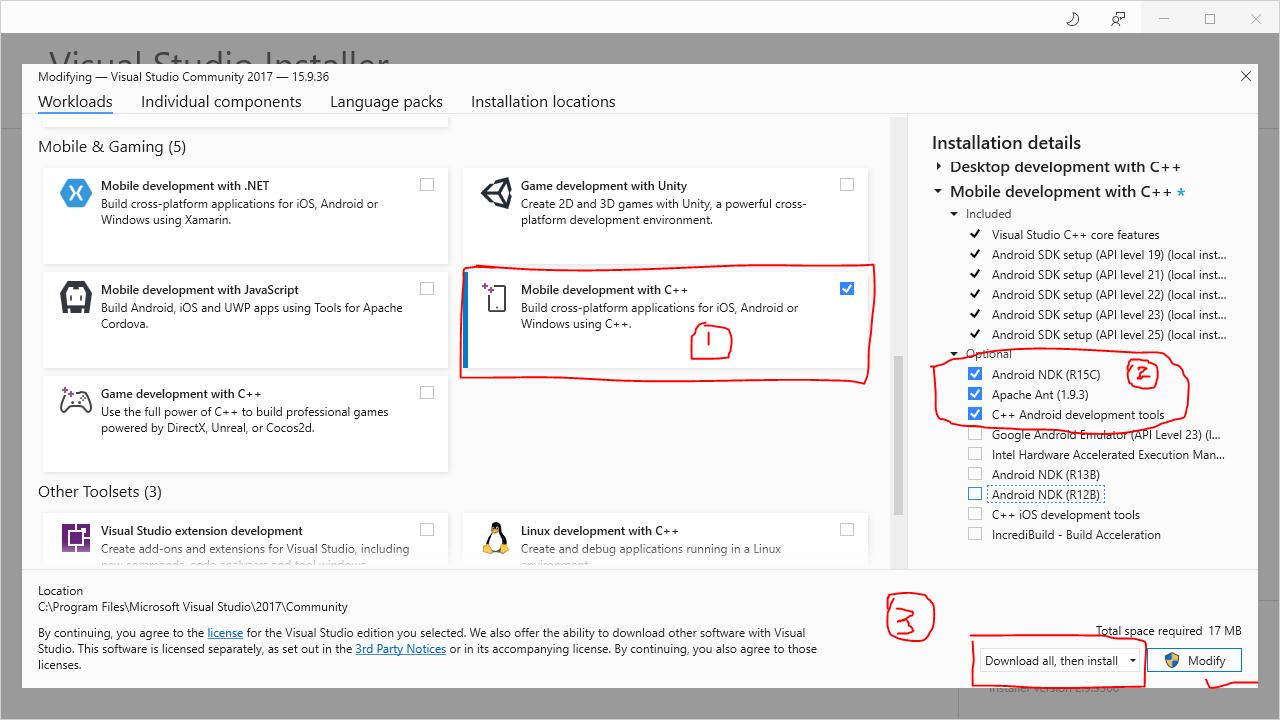 Visual Studio Installer
Modifying — Visual Studio Community 2017 — 15.9.36
Workloads
Individual components
Language packs
Installation locations
Mobile & Gaming (5)
Mobile development with .NET
Build cross-platform applications for iOS, Android or
Windows using Xamarin.
Game development with Unity
Create 2D and 3D games with Unity, a powerful cross-
platform development environment.
Mobile development with JavaScript
Build Android, iOS and UWP apps using Tools for Apache
Cordova.
Mobile development with C++
Build cross-platform applications for iOS, Android or
Windows using C++.
1
Game development with C++
Use the full power of C++ to build professional games
powered by DirectX, Unreal, or Cocos2d.
Other Toolsets (3)
Visual Studio extension development
Create add-ons and extensions for Visual Studio, including
new commands, code analyzers and tool windows.
Linux development with C++
Create and debug applications running in a Linux
environment.
Installation details
Desktop development with C++
Mobile development with C++ *
Included
Visual Studio C++ core features
Android SDK setup (API level 19) (local inst...
Android SDK setup (API level 21) (local inst...
Android SDK setup (API level 22) (local inst...
Android SDK setup (API level 23) (local inst...
Android SDK setup (API level 25) (local inst...
Optional
Android NDK (R15C)
2
Apache Ant (1.9.3)
C++ Android development tools
Google Android Emulator (API Level 23) (l...
Intel Hardware Accelerated Execution Man...
Android NDK (R13B)
Android NDK (R12B)
C++ iOS development tools
IncrediBuild - Build Acceleration
Location
C:\Program Files\Microsoft Visual Studio\2017\Community
By continuing, you agree to the license for the Visual Studio edition you selected. We also offer the ability to download other software with Visual
Studio. This software is licensed separately, as set out in the 3rd Party Notices or in its accompanying license. By continuing, you also agree to those
licenses.
3
Total space required 17 MB
Download all, then install
Modify